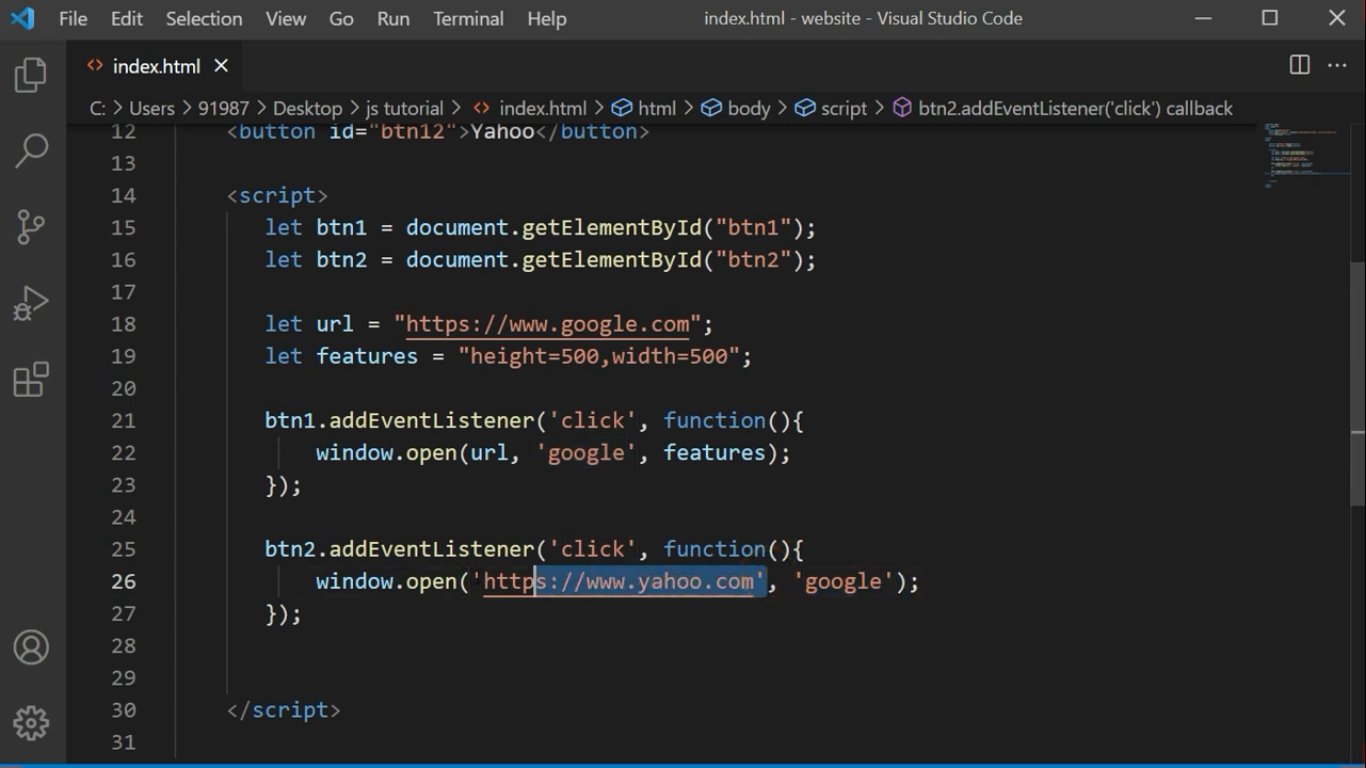 File Edit Selection View Go Run Terminal Help index.html - website - Visual Studio Code
index.html
C: > Users > 91987 > Desktop > js tutorial > index.html > html > body > script > btn2.addEventListener('click') callback
12 <button id="btn12">Yahoo</button>
13
14 <script>
15 let btn1 = document.getElementById("btn1");
16 let btn2 = document.getElementById("btn2");
17
18 let url = "https://www.google.com";
19 let features = "height=500,width=500";
20
21 btn1.addEventListener('click', function(){
22 window.open(url, 'google', features);
23 });
24
25 btn2.addEventListener('click', function(){
26 window.open('https://www.yahoo.com', 'google');
27 });
28
29
30 </script>
31